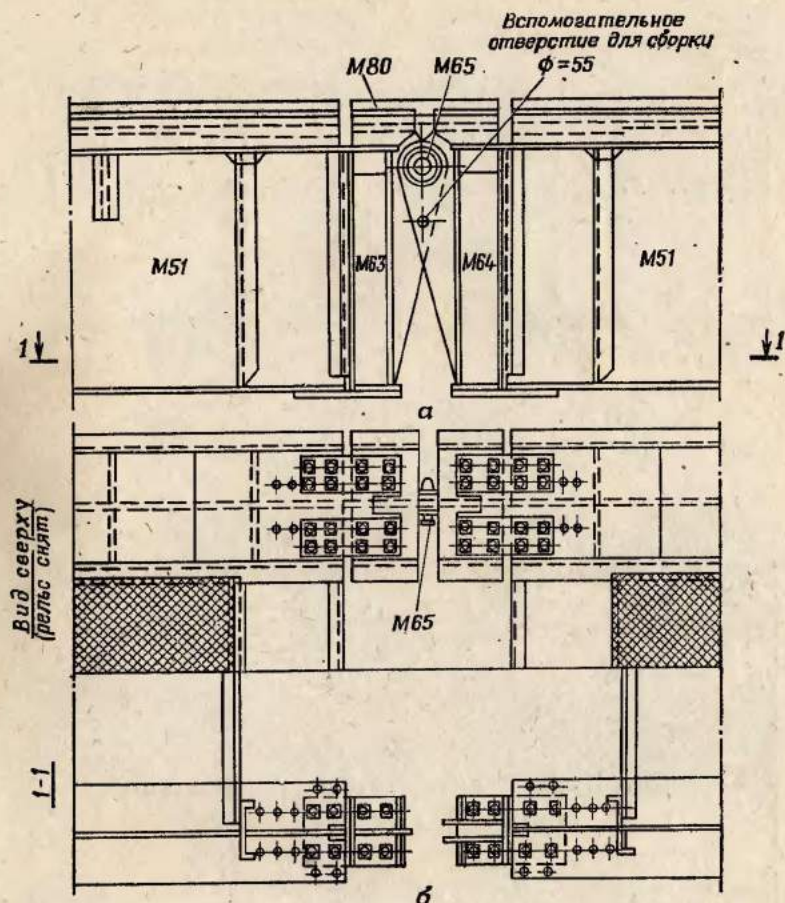 Вспомогательное
отверстие для сборки
ϕ=55
М80
М65
М51
М63
М64
М51
1
1
а
Вид сверху
(рельс снят)
М65
1-1
б